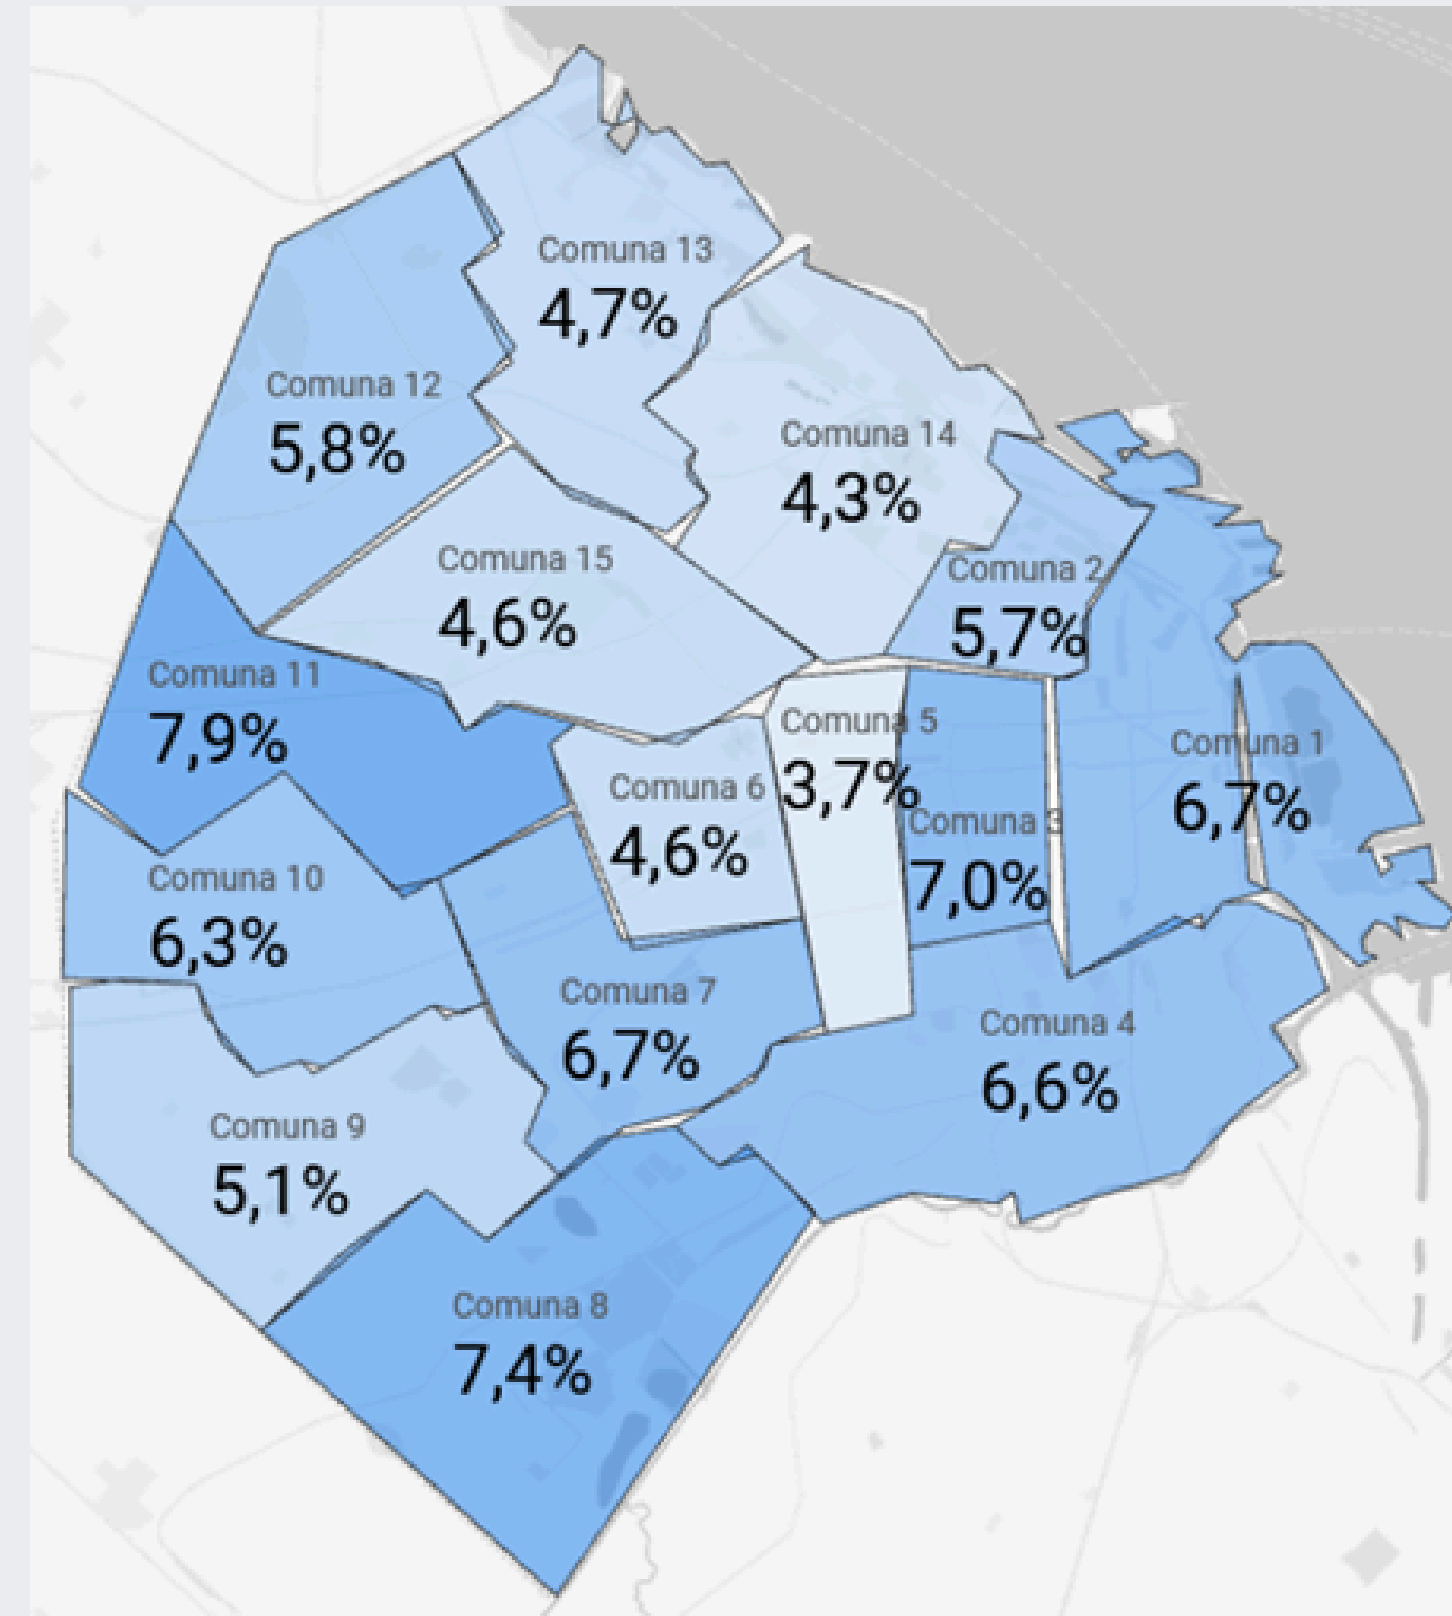 Comuna 13
4,7%
Comuna 12
5,8%
Comuna 14
4,3%
Comuna 15
4,6%
Comuna 2
5,7%
Comuna 11
7,9%
Comuna 5
3,7%
Comuna 1
6,7%
Comuna 6
4,6%
Comuna 3
7,0%
Comuna 10
6,3%
Comuna 7
6,7%
Comuna 4
6,6%
Comuna 9
5,1%
Comuna 8
7,4%